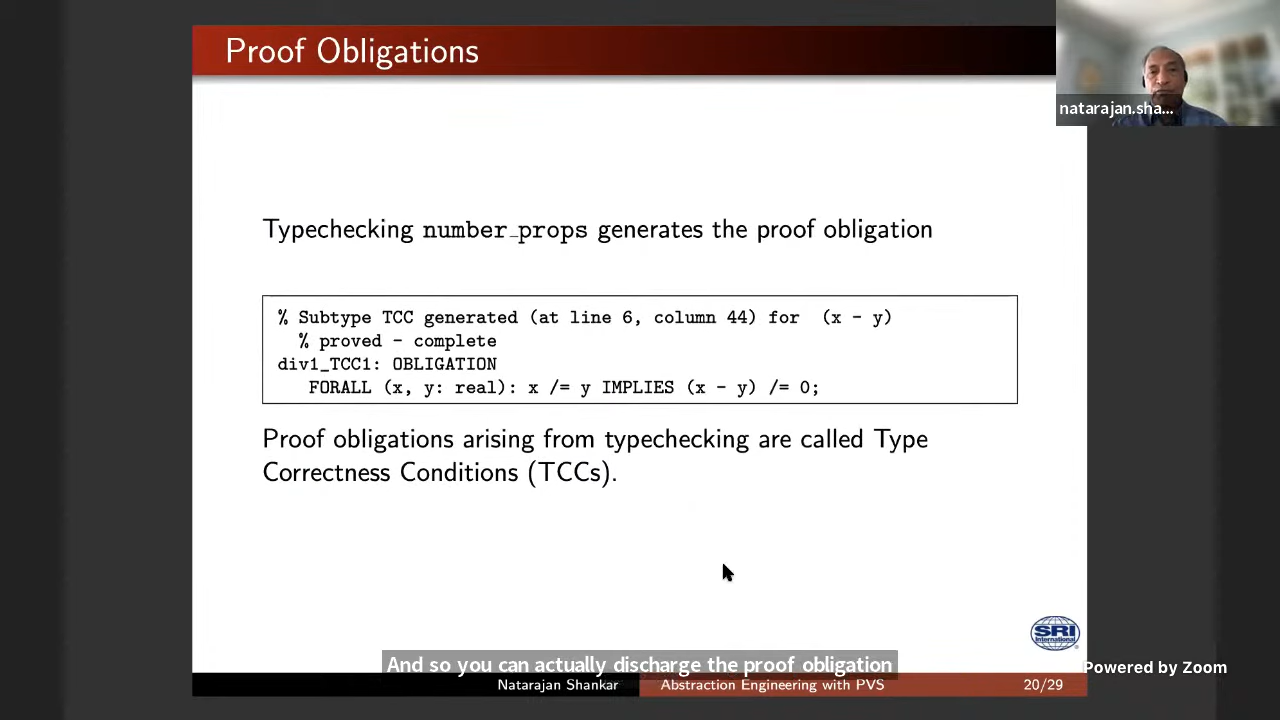 Proof Obligations
natarajan.sha...
Typechecking number_props generates the proof obligation
% Subtype TCC generated (at line 6, column 44) for (x - y)
% proved - complete
div1_TCC1: OBLIGATION
FORALL (x, y: real): x /= y IMPLIES (x - y) /= 0;
Proof obligations arising from typechecking are called Type
Correctness Conditions (TCCs).
SRI
International
And so you can actually discharge the proof obligation
Powered by Zoom
Natarajan Shankar
Abstraction Engineering with PVS
20/29